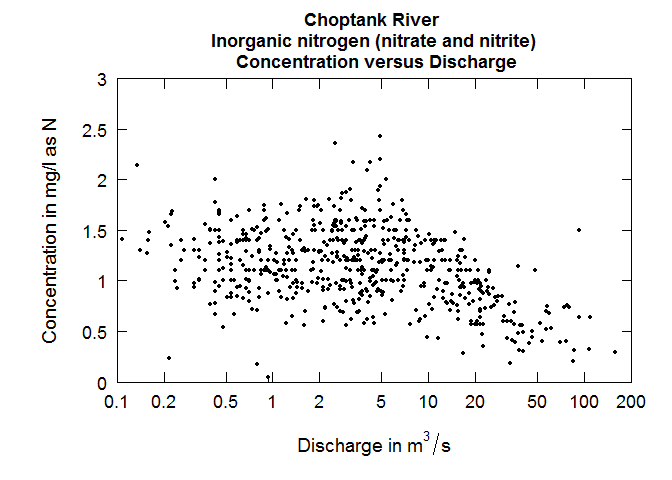 Choptank River
Inorganic nitrogen (nitrate and nitrite)
Concentration versus Discharge
3
2.5
2
1.5
1
0.5
0
Concentration in mg/l as N
0.1 0.2 0.5 1 2 5 10 20 50 100 200
Discharge in m³/s